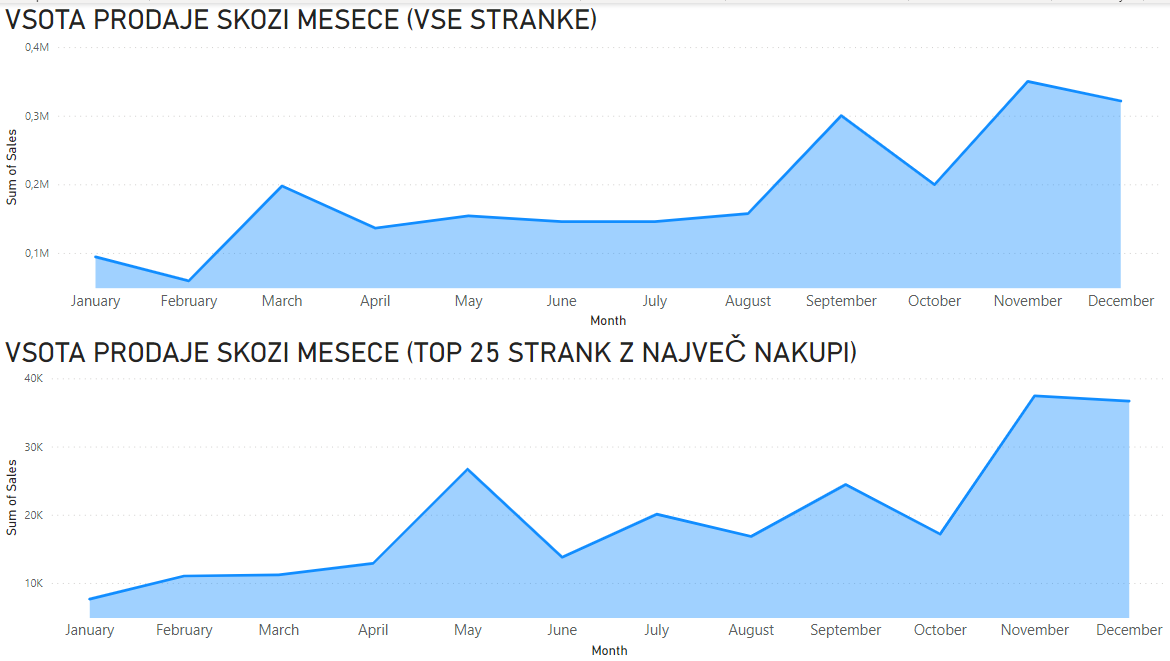 VSOTA PRODAJE SKOZI MESECE (VSE STRANKE)
0,4M
0,3M
0,2M
0,1M
Sum of Sales
January February March April May June July August September October November December
Month
VSOTA PRODAJE SKOZI MESECE (TOP 25 STRANK Z NAJVEČ NAKUPI)
40K
30K
20K
10K
Sum of Sales
January February March April May June July August September October November December
Month